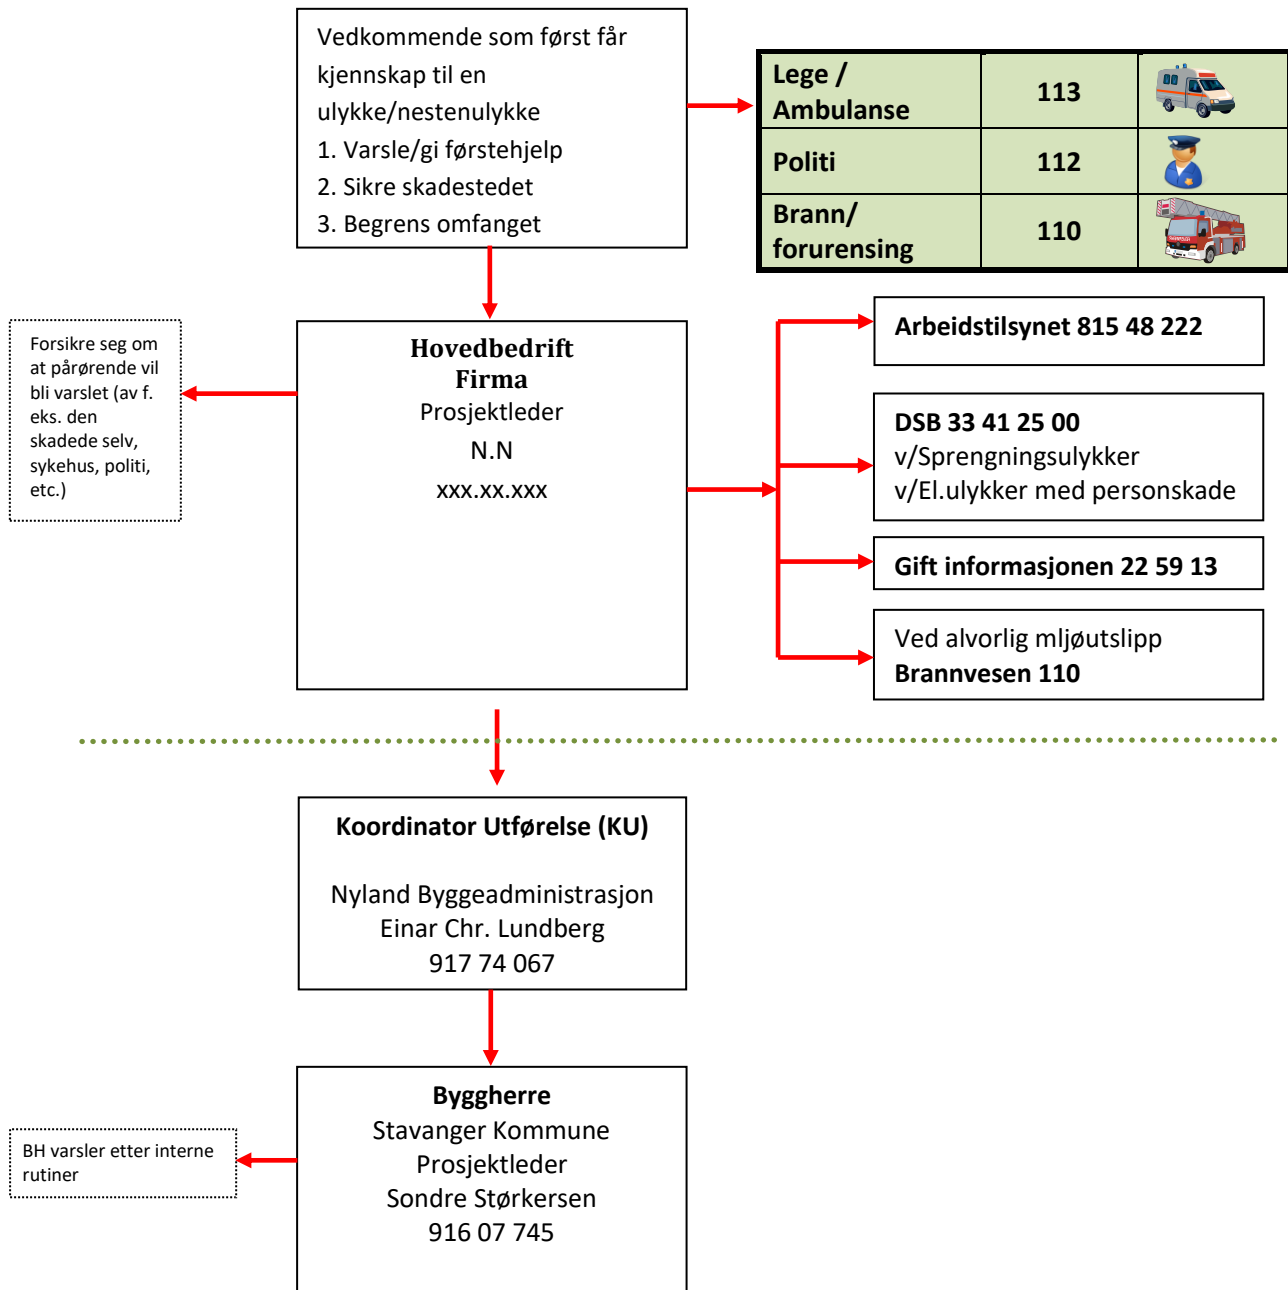 Vedkommende som først får
kjennskap til en
ulykke/nestenulykke
1. Varsle/gi førstehjelp
2. Sikre skadestedet
3. Begrens omfanget
Lege /
Ambulanse
113
Politi
112
Brann/
forurensing
110
Forsikre seg om
at pårørende vil
bli varslet (av f.
eks. den
skadede selv,
sykehus, politi,
etc.)
Hovedbedrift
Firma
Prosjektleder
N.N
xxx.xx.xxx
Arbeidstilsynet 815 48 222
DSB 33 41 25 00
v/Sprengningsulykker
v/El.ulykker med personskade
Gift informasjonen 22 59 13
Ved alvorlig mljøutslipp
Brannvesen 110
Koordinator Utførelse (KU)
Nyland Byggeadministrasjon
Einar Chr. Lundberg
917 74 067
Byggherre
Stavanger Kommune
Prosjektleder
Sondre Størkersen
916 07 745
BH varsler etter interne
rutiner